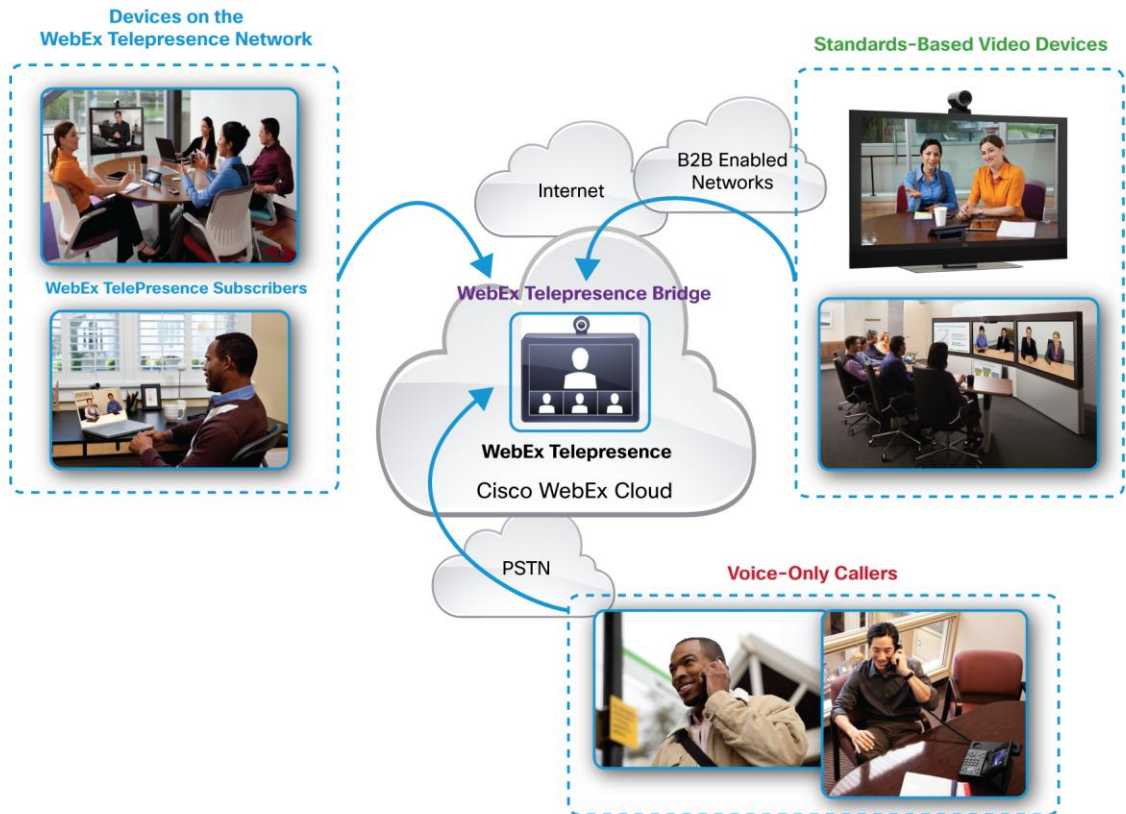 Devices on the
WebEx Telepresence Network
WebEx TelePresence Subscribers
Internet
B2B Enabled
Networks
WebEx Telepresence Bridge
WebEx Telepresence
Cisco WebEx Cloud
PSTN
Standards-Based Video Devices
Voice-Only Callers